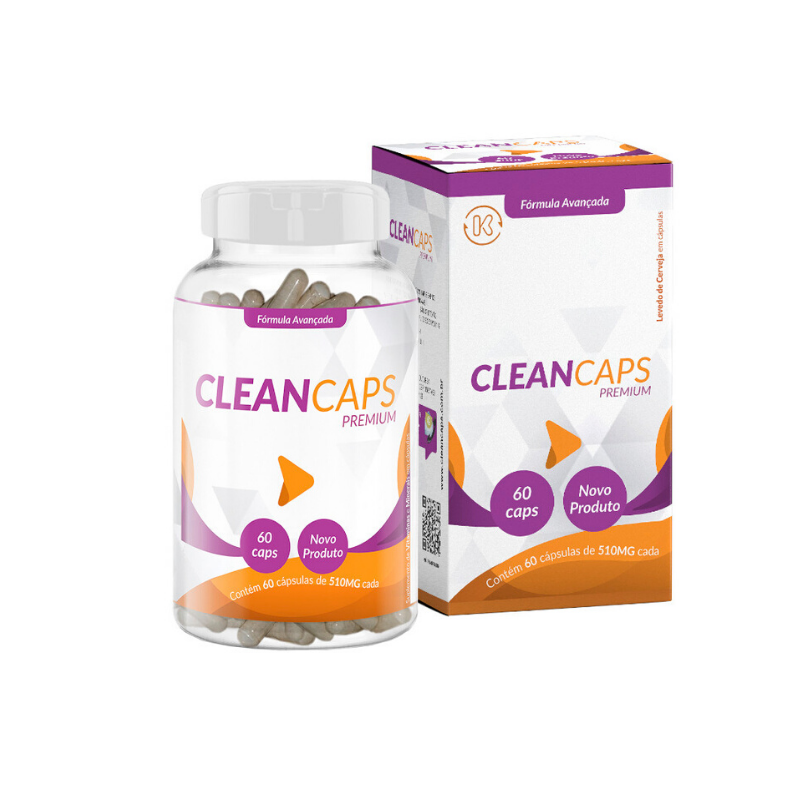 Fórmula Avançada
CLEANCAPS
PREMIUM
60
caps
Novo
Produto
Contém 60 cápsulas de 510MG cada
CLEANCAPS
www.cleancaps.com.br
K
Fórmula Avançada
Levedo de Cerveja em cápsulas
CLEANCAPS
PREMIUM
60
caps
Novo
Produto
Contém 60 cápsulas de 510MG cada